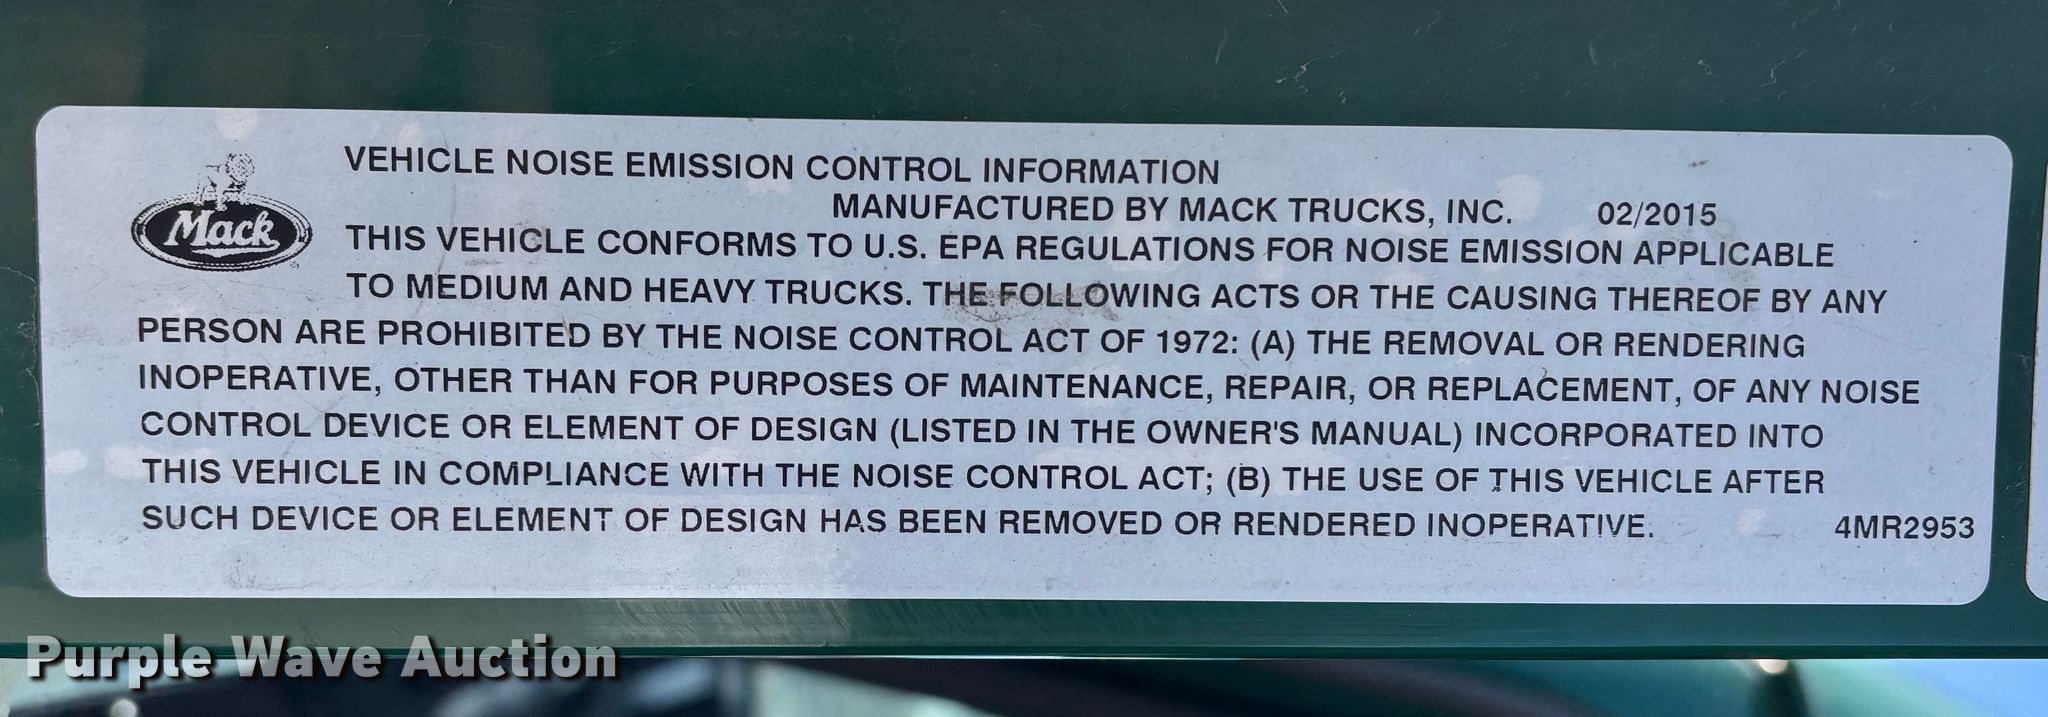 VEHICLE NOISE EMISSION CONTROL INFORMATION
MANUFACTURED BY MACK TRUCKS, INC. 02/2015
Mack
THIS VEHICLE CONFORMS TO U.S. EPA REGULATIONS FOR NOISE EMISSION APPLICABLE
TO MEDIUM AND HEAVY TRUCKS. THE FOLLOWING ACTS OR THE CAUSING THEREOF BY ANY
PERSON ARE PROHIBITED BY THE NOISE CONTROL ACT OF 1972: (A) THE REMOVAL OR RENDERING
INOPERATIVE, OTHER THAN FOR PURPOSES OF MAINTENANCE, REPAIR, OR REPLACEMENT, OF ANY NOISE
CONTROL DEVICE OR ELEMENT OF DESIGN (LISTED IN THE OWNER'S MANUAL) INCORPORATED INTO
THIS VEHICLE IN COMPLIANCE WITH THE NOISE CONTROL ACT; (B) THE USE OF THIS VEHICLE AFTER
SUCH DEVICE OR ELEMENT OF DESIGN HAS BEEN REMOVED OR RENDERED INOPERATIVE. 4MR2953
Purple Wave Auction